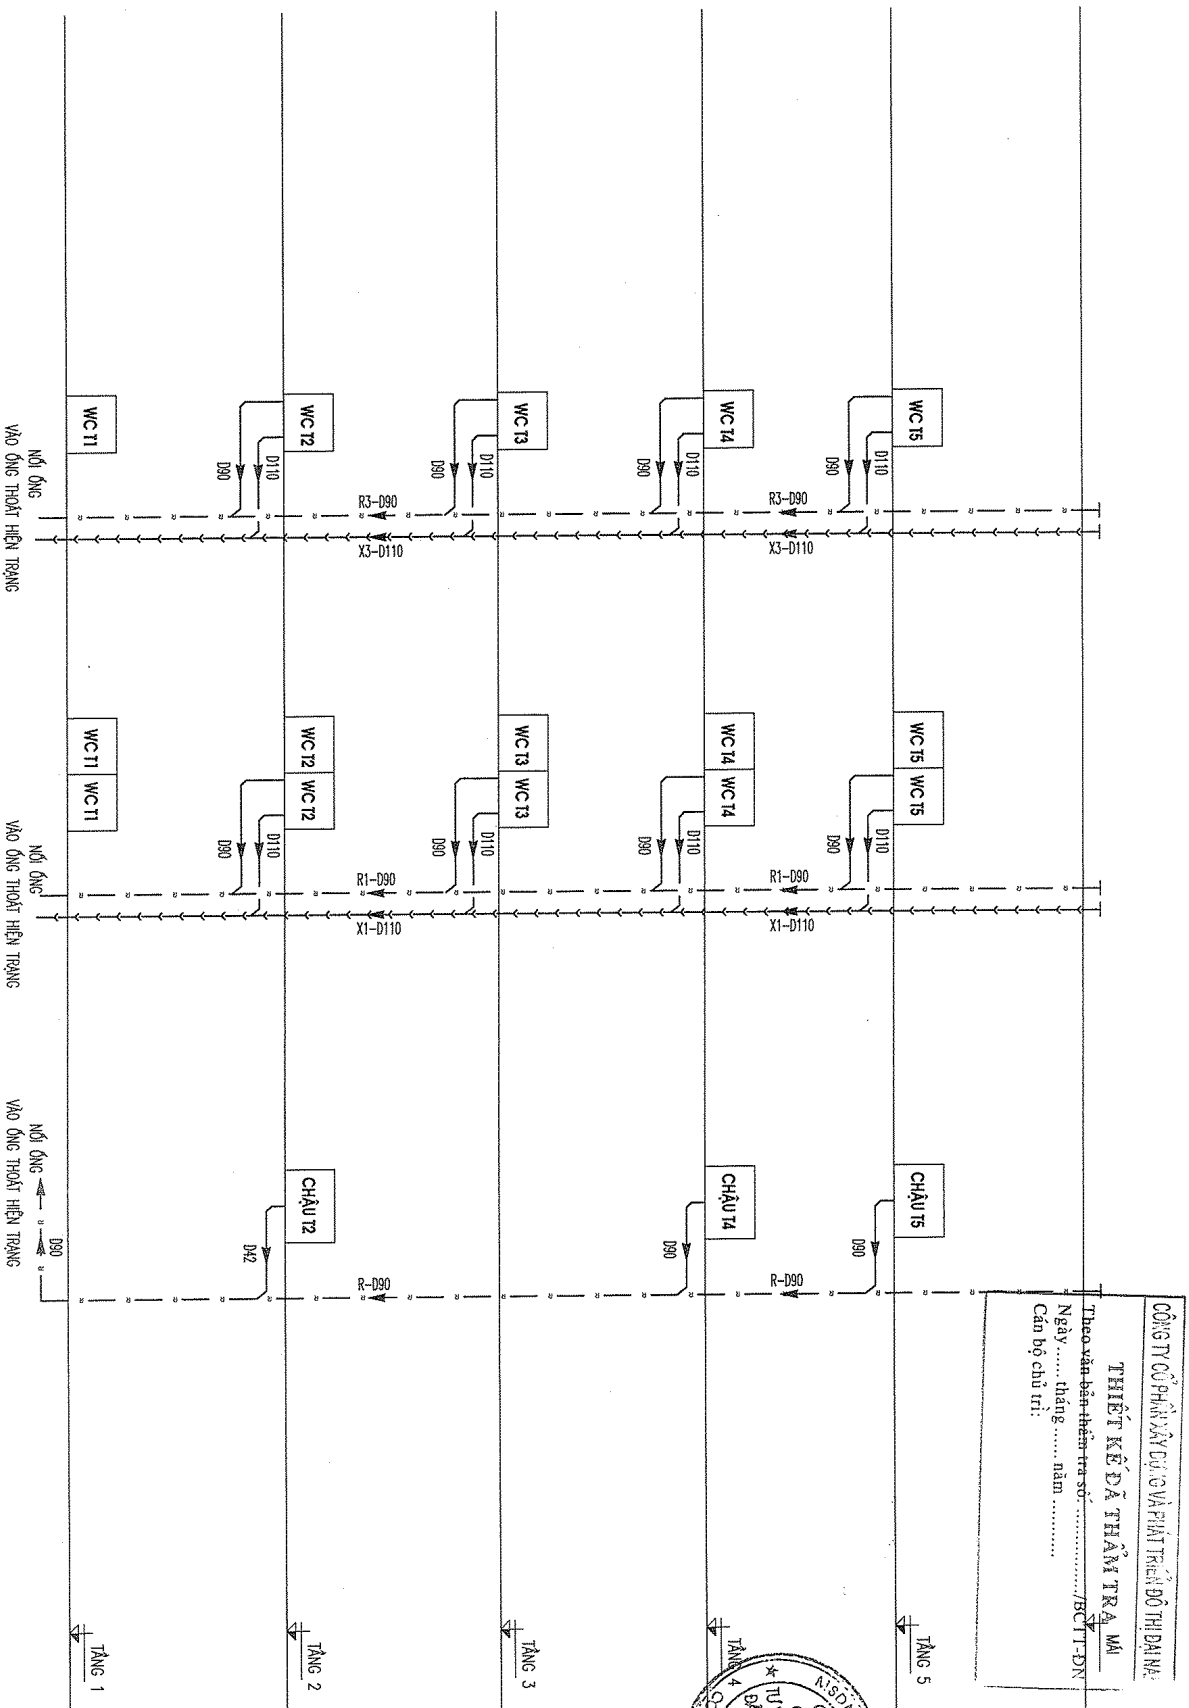 CÔNG TY CỔ PHẦN XÂY DỰNG VÀ PHÁT TRIỂN ĐÔ THỊ ĐẠI NA
THIẾT KẾ ĐÃ THẨM TRA
Theo văn bản thẩm tra số: ............./BCTT-ĐN
Ngày ...... tháng ...... năm ...........
Cán bộ chủ trì:
MÁI
R3-D90
X3-D110
R1-D90
X1-D110
R-D90
WC T5
D110
D90
WC T5
WC T5
D110
D90
CHẬU T5
D90
TẦNG 5
WC T4
D110
D90
WC T4
WC T4
D110
D90
CHẬU T4
D90
TẦNG 4
WC T3
D110
D90
WC T3
WC T3
D110
D90
TẦNG 3
R3-D90
X3-D110
R1-D90
X1-D110
R-D90
WC T2
D110
D90
WC T2
WC T2
D110
D90
CHẬU T2
D42
TẦNG 2
WC T1
WC T1
WC T1
TẦNG 1
NỐI ỐNG
VÀO ỐNG THOÁT HIỆN TRẠNG
NỐI ỐNG
VÀO ỐNG THOÁT HIỆN TRẠNG
D90
NỐI ỐNG
VÀO ỐNG THOÁT HIỆN TRẠNG